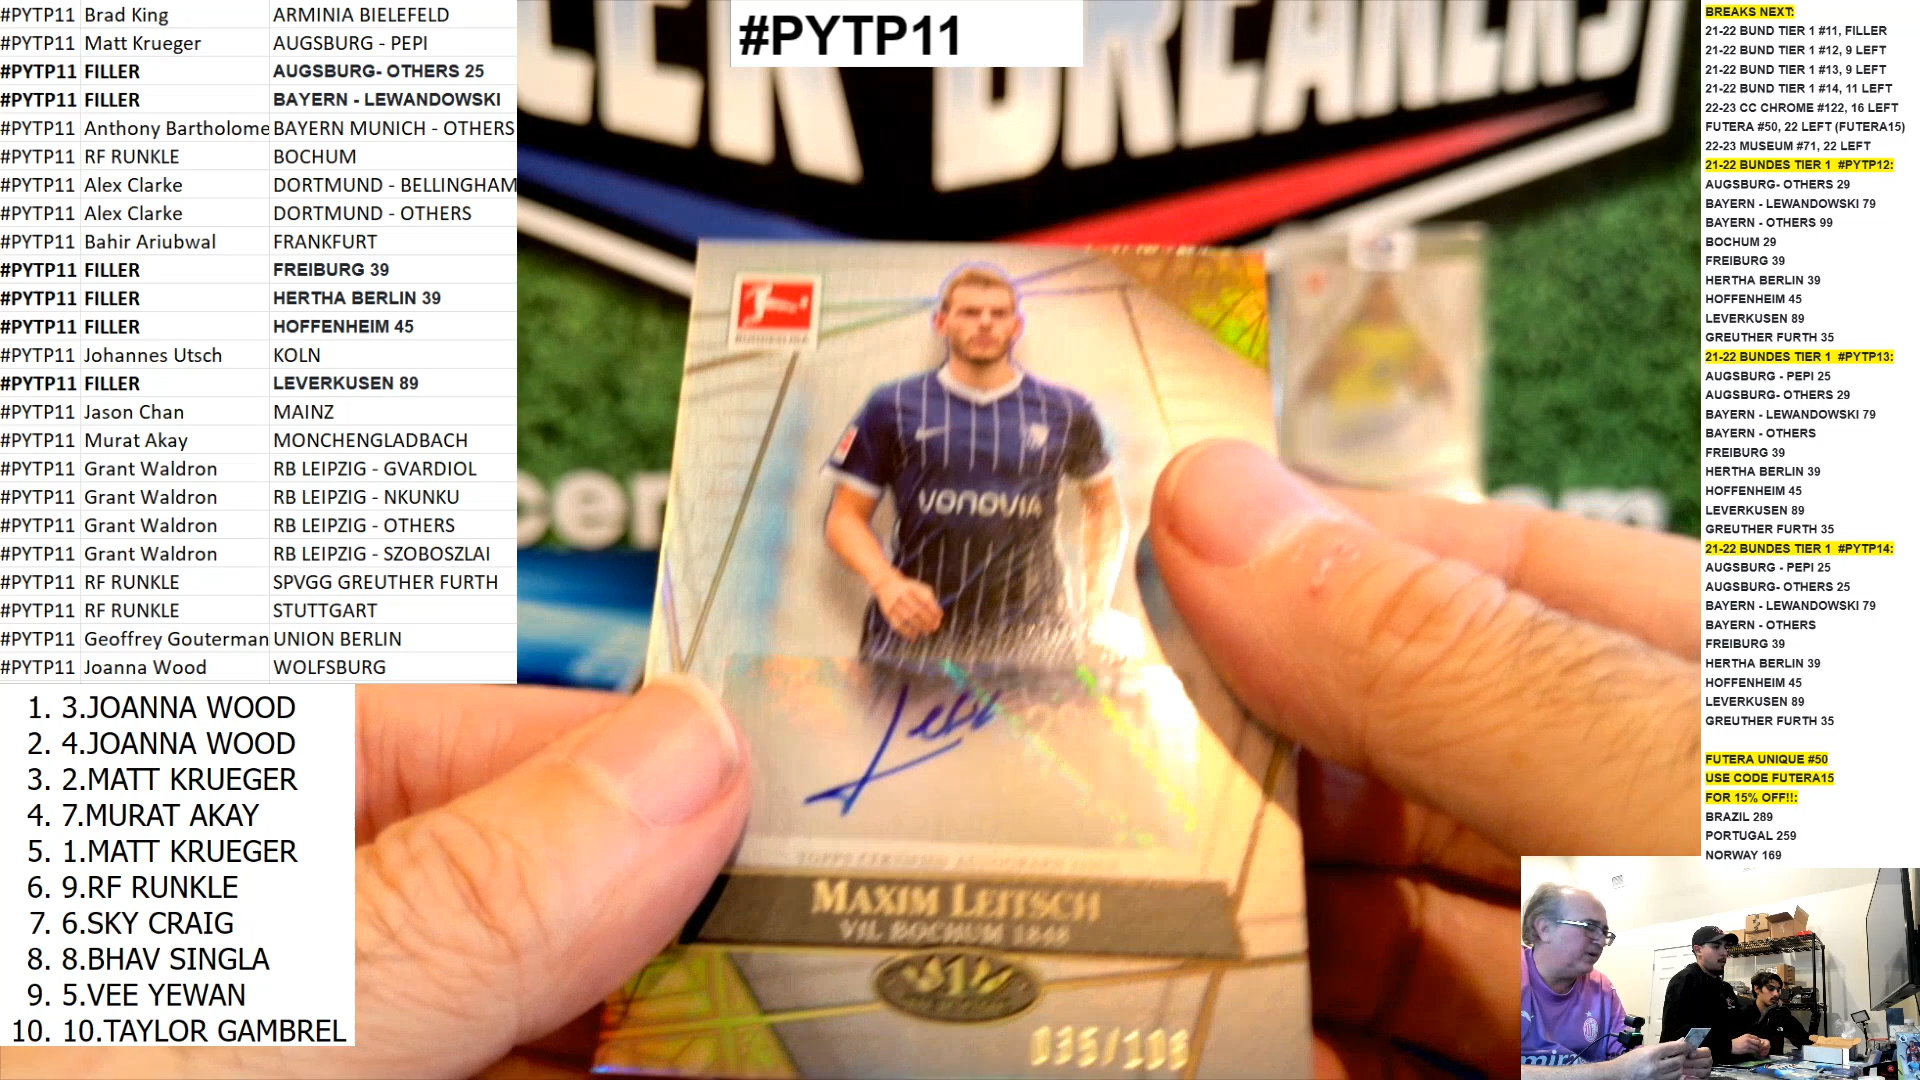 #PYTP11 Brad King ARMINIA BIELEFELD
#PYTP11 Matt Krueger AUGSBURG - PEPI
#PYTP11 FILLER AUGSBURG- OTHERS 25
#PYTP11 FILLER BAYERN - LEWANDOWSKI
#PYTP11 Anthony Bartholome BAYERN MUNICH - OTHERS
#PYTP11 RF RUNKLE BOCHUM
#PYTP11 Alex Clarke DORTMUND - BELLINGHAM
#PYTP11 Alex Clarke DORTMUND - OTHERS
#PYTP11 Bahir Ariubwal FRANKFURT
#PYTP11 FILLER FREIBURG 39
#PYTP11 FILLER HERTHA BERLIN 39
#PYTP11 FILLER HOFFENHEIM 45
#PYTP11 Johannes Utsch KOLN
#PYTP11 FILLER LEVERKUSEN 89
#PYTP11 Jason Chan MAINZ
#PYTP11 Murat Akay MONCHENGLADBACH
#PYTP11 Grant Waldron RB LEIPZIG - GVARDIOL
#PYTP11 Grant Waldron RB LEIPZIG - NKUNKU
#PYTP11 Grant Waldron RB LEIPZIG - OTHERS
#PYTP11 Grant Waldron RB LEIPZIG - SZOBOSZLAI
#PYTP11 RF RUNKLE SPVGG GREUTHER FURTH
#PYTP11 RF RUNKLE STUTTGART
#PYTP11 Geoffrey Gouterman UNION BERLIN
#PYTP11 Joanna Wood WOLFSBURG
1. 3.JOANNA WOOD
2. 4.JOANNA WOOD
3. 2.MATT KRUEGER
4. 7.MURAT AKAY
5. 1.MATT KRUEGER
6. 9.RF RUNKLE
7. 6.SKY CRAIG
8. 8.BHAV SINGLA
9. 5.VEE YEWAN
10. 10.TAYLOR GAMBREL
#PYTP11
BREAKERS
VONOVIA
MAXIM LEITSCH
VFL BOCHUM 1848
1
BREAKS NEXT:
21-22 BUND TIER 1 #11, FILLER
21-22 BUND TIER 1 #12, 9 LEFT
21-22 BUND TIER 1 #13, 9 LEFT
21-22 BUND TIER 1 #14, 11 LEFT
22-23 CC CHROME #122, 16 LEFT
FUTERA #50, 22 LEFT (FUTERA15)
22-23 MUSEUM #71, 22 LEFT
21-22 BUNDES TIER 1 #PYTP12:
AUGSBURG- OTHERS 29
BAYERN - LEWANDOWSKI 79
BAYERN - OTHERS 99
BOCHUM 29
FREIBURG 39
HERTHA BERLIN 39
HOFFENHEIM 45
LEVERKUSEN 89
GREUTHER FURTH 35
21-22 BUNDES TIER 1 #PYTP13:
AUGSBURG - PEPI 25
AUGSBURG- OTHERS 29
BAYERN - LEWANDOWSKI 79
BAYERN - OTHERS
FREIBURG 39
HERTHA BERLIN 39
HOFFENHEIM 45
LEVERKUSEN 89
GREUTHER FURTH 35
21-22 BUNDES TIER 1 #PYTP14:
AUGSBURG - PEPI 25
AUGSBURG- OTHERS 25
BAYERN - LEWANDOWSKI 79
BAYERN - OTHERS
FREIBURG 39
HERTHA BERLIN 39
HOFFENHEIM 45
LEVERKUSEN 89
GREUTHER FURTH 35
FUTERA UNIQUE #50
USE CODE FUTERA15
FOR 15% OFF!!:
BRAZIL 289
PORTUGAL 259
NORWAY 169